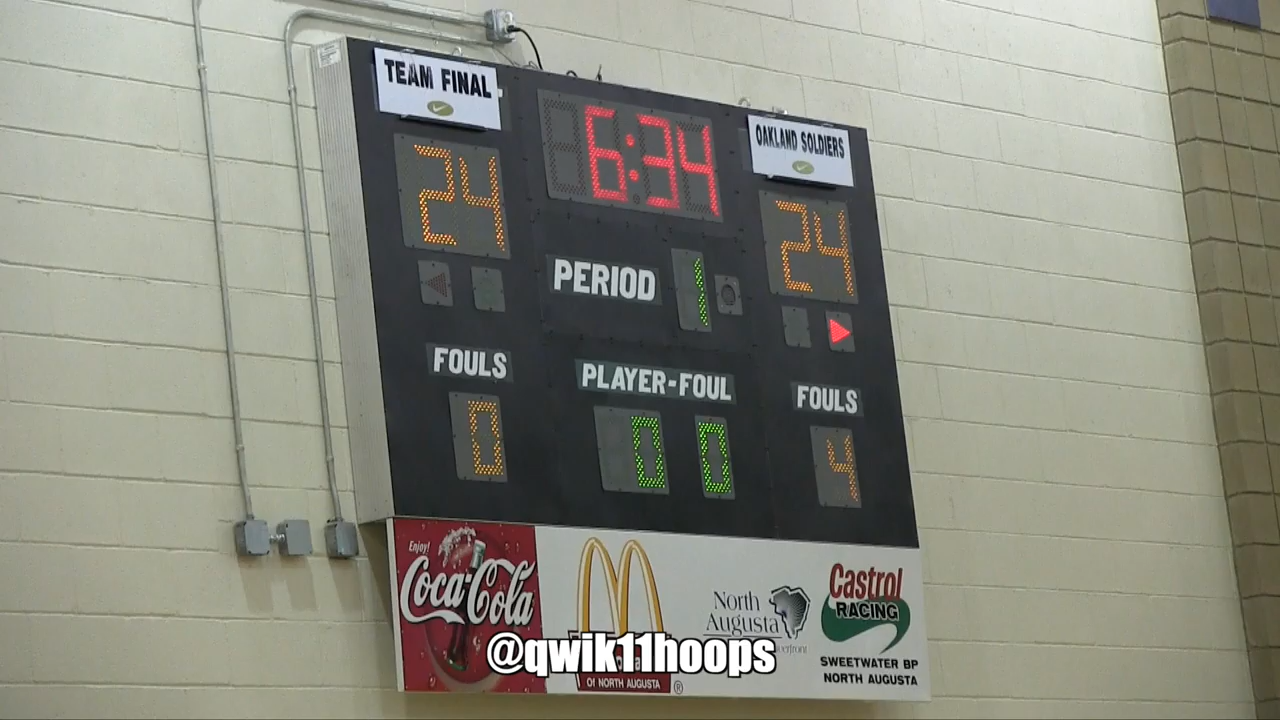 TEAM FINAL
6:34
OAKLAND SOLDIERS
24
24
PERIOD 1
FOULS
PLAYER-FOUL
FOULS
0
0 0
4
Enjoy!
Coca-Cola
North
Augusta
Castrol
RACING
SWEETWATER BP
NORTH AUGUSTA
OF NORTH AUGUSTA
@qwik11hoops